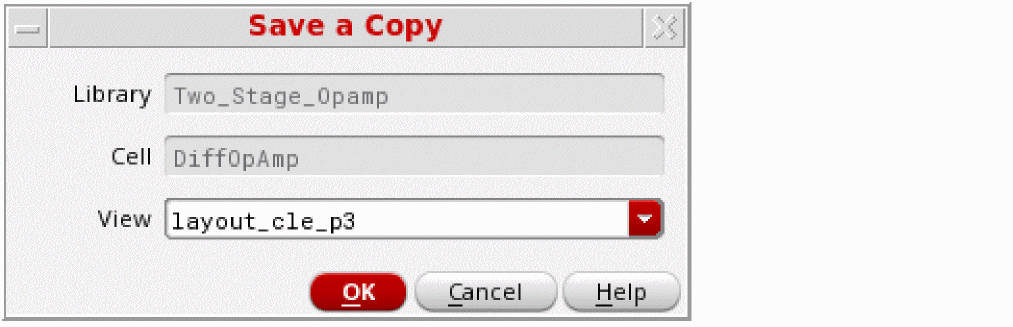 Save a Copy
Library Two_Stage_Opamp
Cell DiffOpAmp
View layout_cle_p3
OK Cancel Help